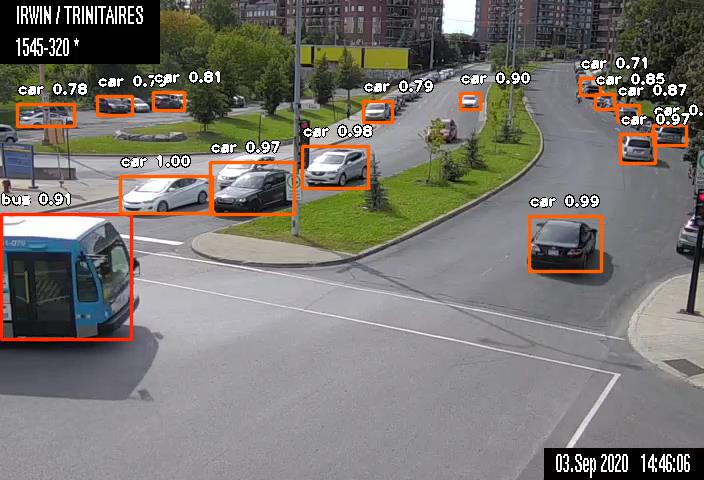 IRWIN / TRINITAIRES
1545-320 *
car 0.71
car 0.78
car 0.81
car 0.79
car 0.90
car 0.85
car 0.87
car 0.98
car 0.97
car 1.00
car 0.97
bus 0.91
car 0.99
03.Sep 2020 14:46:06